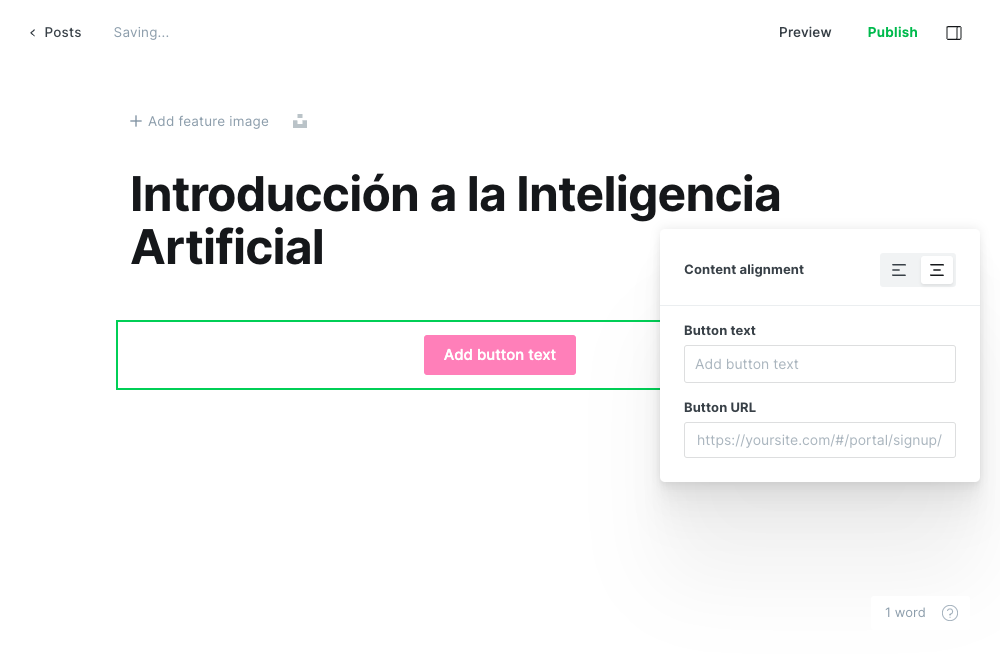 Posts
Saving...
Preview
Publish
Add feature image
Introducción a la Inteligencia
Artificial
Add button text
Content alignment
Button text
Add button text
Button URL
https://yoursite.com/#/portal/signup/
1 word
?